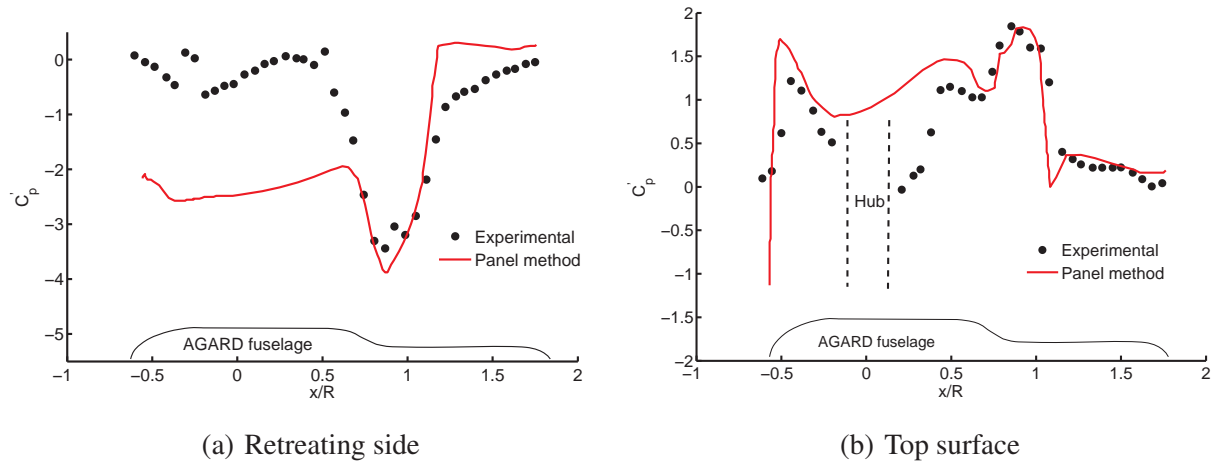 0
−1
−2
−3
−4
−5
C'p
Experimental
Panel method
AGARD fuselage
−1
−0.5
0
0.5
1
1.5
2
x/R
(a) Retreating side
2
1.5
1
0.5
0
−0.5
−1
−1.5
−2
C'p
Hub
Experimental
Panel method
AGARD fuselage
−1
−0.5
0
0.5
1
1.5
2
x/R
(b) Top surface